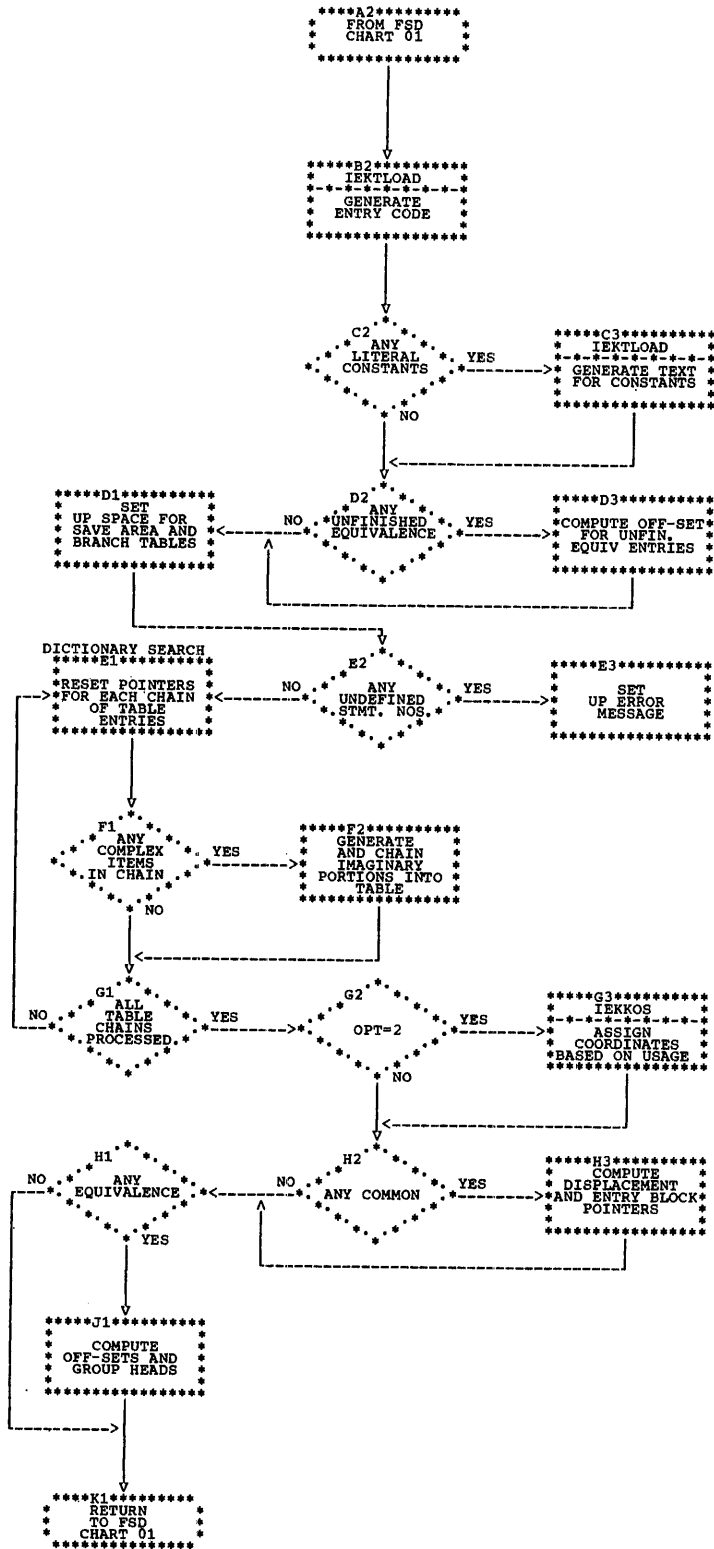 A2
FROM FSD
CHART 01
B2
IEKTLOAD
GENERATE
ENTRY CODE
C2
ANY
LITERAL
CONSTANTS
YES
NO
C3
IEKTLOAD
GENERATE TEXT
FOR CONSTANTS
D1
SET
UP SPACE FOR
SAVE AREA AND
BRANCH TABLES
NO
D2
ANY
UNFINISHED
EQUIVALENCE
YES
D3
COMPUTE OFF-SET
FOR UNFIN.
EQUIV ENTRIES
DICTIONARY SEARCH
E1
RESET POINTERS
FOR EACH CHAIN
OF TABLE
ENTRIES
NO
E2
ANY
UNDEFINED
STMT. NOS
YES
E3
SET
UP ERROR
MESSAGE
F1
ANY
COMPLEX
ITEMS
IN CHAIN
YES
NO
F2
GENERATE
AND CHAIN
IMAGINARY
PORTIONS INTO
TABLE
NO
G1
ALL
TABLE
CHAINS
PROCESSED
YES
G2
OPT=2
YES
NO
G3
IEKKOS
ASSIGN
COORDINATES
BASED ON USAGE
NO
H1
ANY
EQUIVALENCE
YES
NO
H2
ANY COMMON
YES
H3
COMPUTE
DISPLACEMENT
AND ENTRY BLOCK
POINTERS
J1
COMPUTE
OFF-SETS AND
GROUP HEADS
K1
RETURN
TO FSD
CHART 01